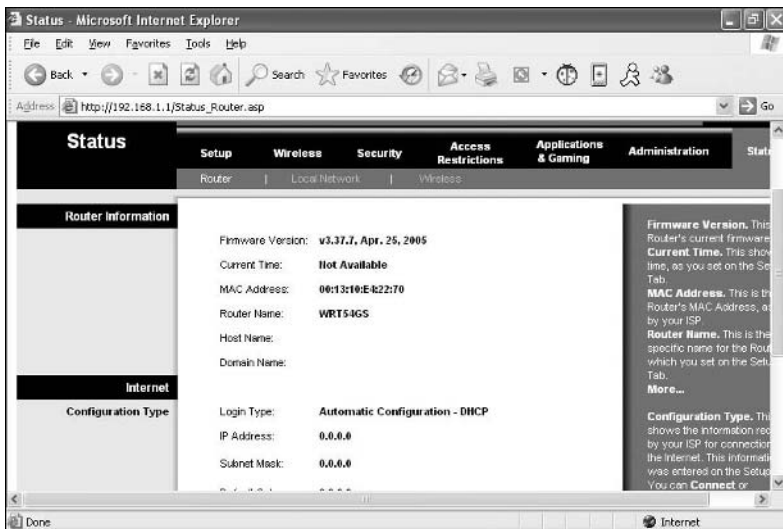 Status - Microsoft Internet Explorer
File Edit View Favorites Tools Help
Back Search Favorites
Address http://192.168.1.1/Status_Router.asp Go
Status
Setup Wireless Security Access Restrictions Applications & Gaming Administration Stat
Router | Local Network | Wireless
Router Information
Firmware Version: v3.37.7, Apr. 25, 2005
Current Time: Not Available
MAC Address: 00:13:10:E4:22:70
Router Name: WRT54GS
Host Name:
Domain Name:
Internet
Configuration Type
Login Type: Automatic Configuration - DHCP
IP Address: 0.0.0.0
Subnet Mask: 0.0.0.0
Firmware Version. This
Router's current firmware
Current Time. This show
time, as you set on the Se
Tab.
MAC Address. This is th
Router's MAC Address, as
by your ISP.
Router Name. This is the
specific name for the Rout
which you set on the Setu
Tab.
More...
Configuration Type. Thi
shows the information req
by your ISP for connection
the Internet. This informati
was entered on the Setup
You can Connect or
Done Internet